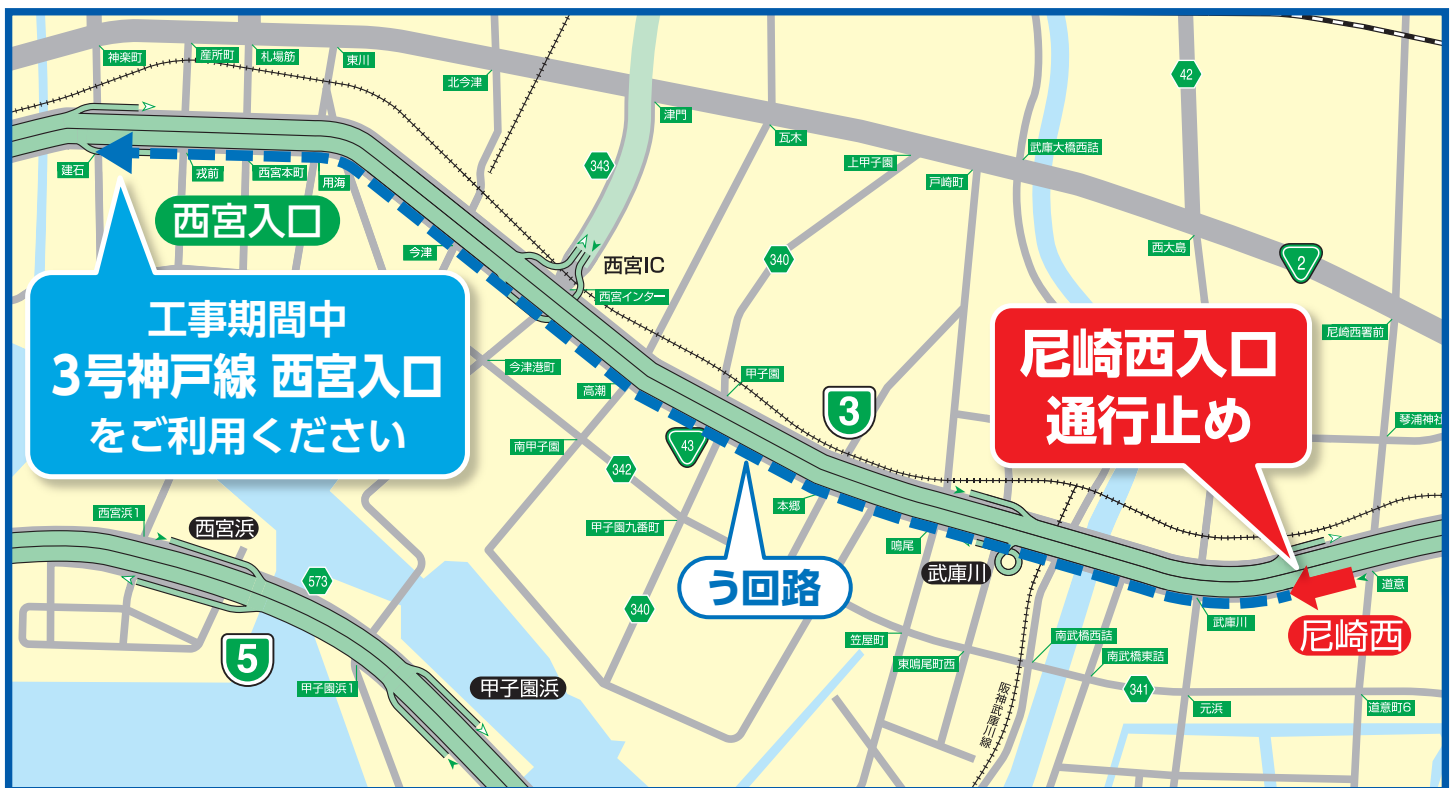 神楽町
産所町
札場筋
東川
北今津
津門
瓦木
上甲子園
戸崎町
武庫大橋西詰
42
西大島
2
尼崎西署前
琴浦神社
343
340
建石
戎前
西宮本町
用海
西宮入口
今津
西宮IC
西宮インター
工事期間中
3号神戸線 西宮入口
をご利用ください
尼崎西入口
通行止め
今津港町
高潮
甲子園
3
南甲子園
43
342
本郷
甲子園九番町
鳴尾
武庫川
う回路
340
西宮浜1
西宮浜
573
5
甲子園浜1
甲子園浜
笠屋町
東鳴尾町西
南武橋西詰
南武橋東詰
阪神武庫川線
341
武庫川
道意
尼崎西
元浜
道意町6